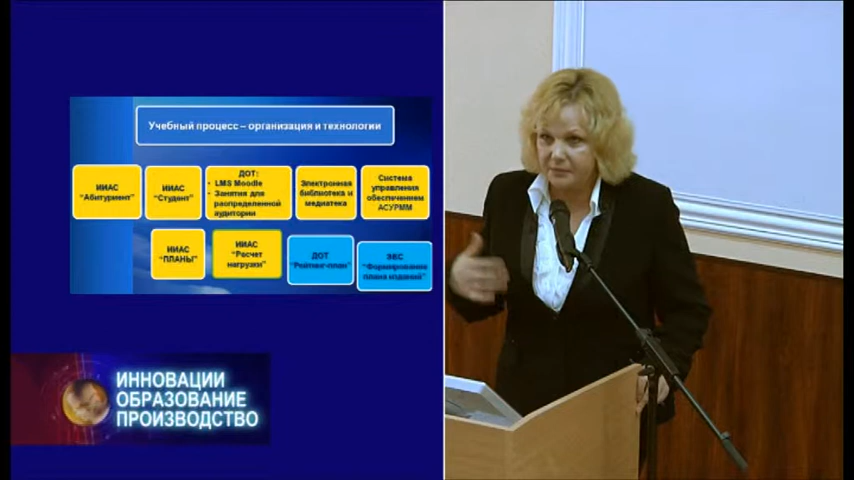 Учебный процесс – организация и технологии
ИИАС
"Абитуриент"
ИИАС
"Студент"
ДОТ:
• LMS Moodle
• Занятия для
распределенной
аудитории
Электронная
библиотека и
медиатека
Система
управления
обеспечением
АСУРММ
ИИАС
"ПЛАНЫ"
ИИАС
"Расчет
нагрузки"
ДОТ
"Рейтинг-план"
ЭБС
"Формирование
плана изданий"
ИННОВАЦИИ
ОБРАЗОВАНИЕ
ПРОИЗВОДСТВО